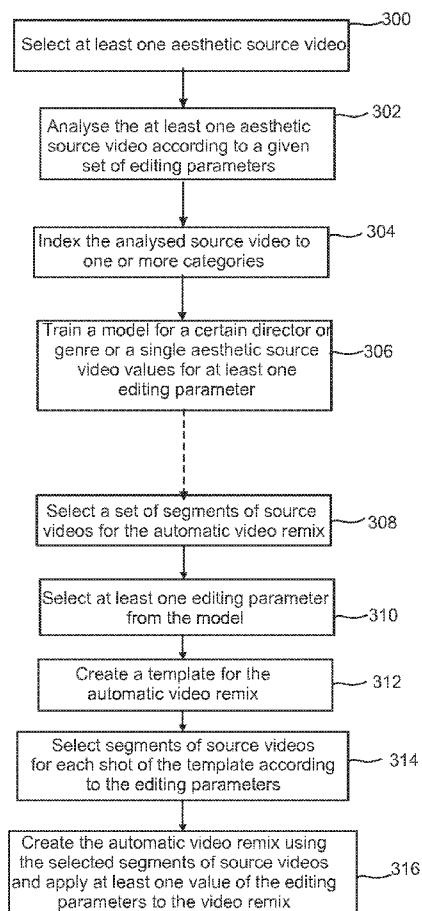 300
Select at least one aesthetic source video
302
Analyse the at least one aesthetic
source video according to a given
set of editing parameters
304
Index the analysed source video to
one or more categories
306
Train a model for a certain director or
genre or a single aesthetic source
video values for at least one
editing parameter
308
Select a set of segments of source
videos for the automatic video remix
310
Select at least one editing parameter
from the model
312
Create a template for the
automatic video remix
314
Select segments of source videos
for each shot of the template according
to the editing parameters
316
Create the automatic video remix using
the selected segments of source videos
and apply at least one value of the editing
parameters to the video remix